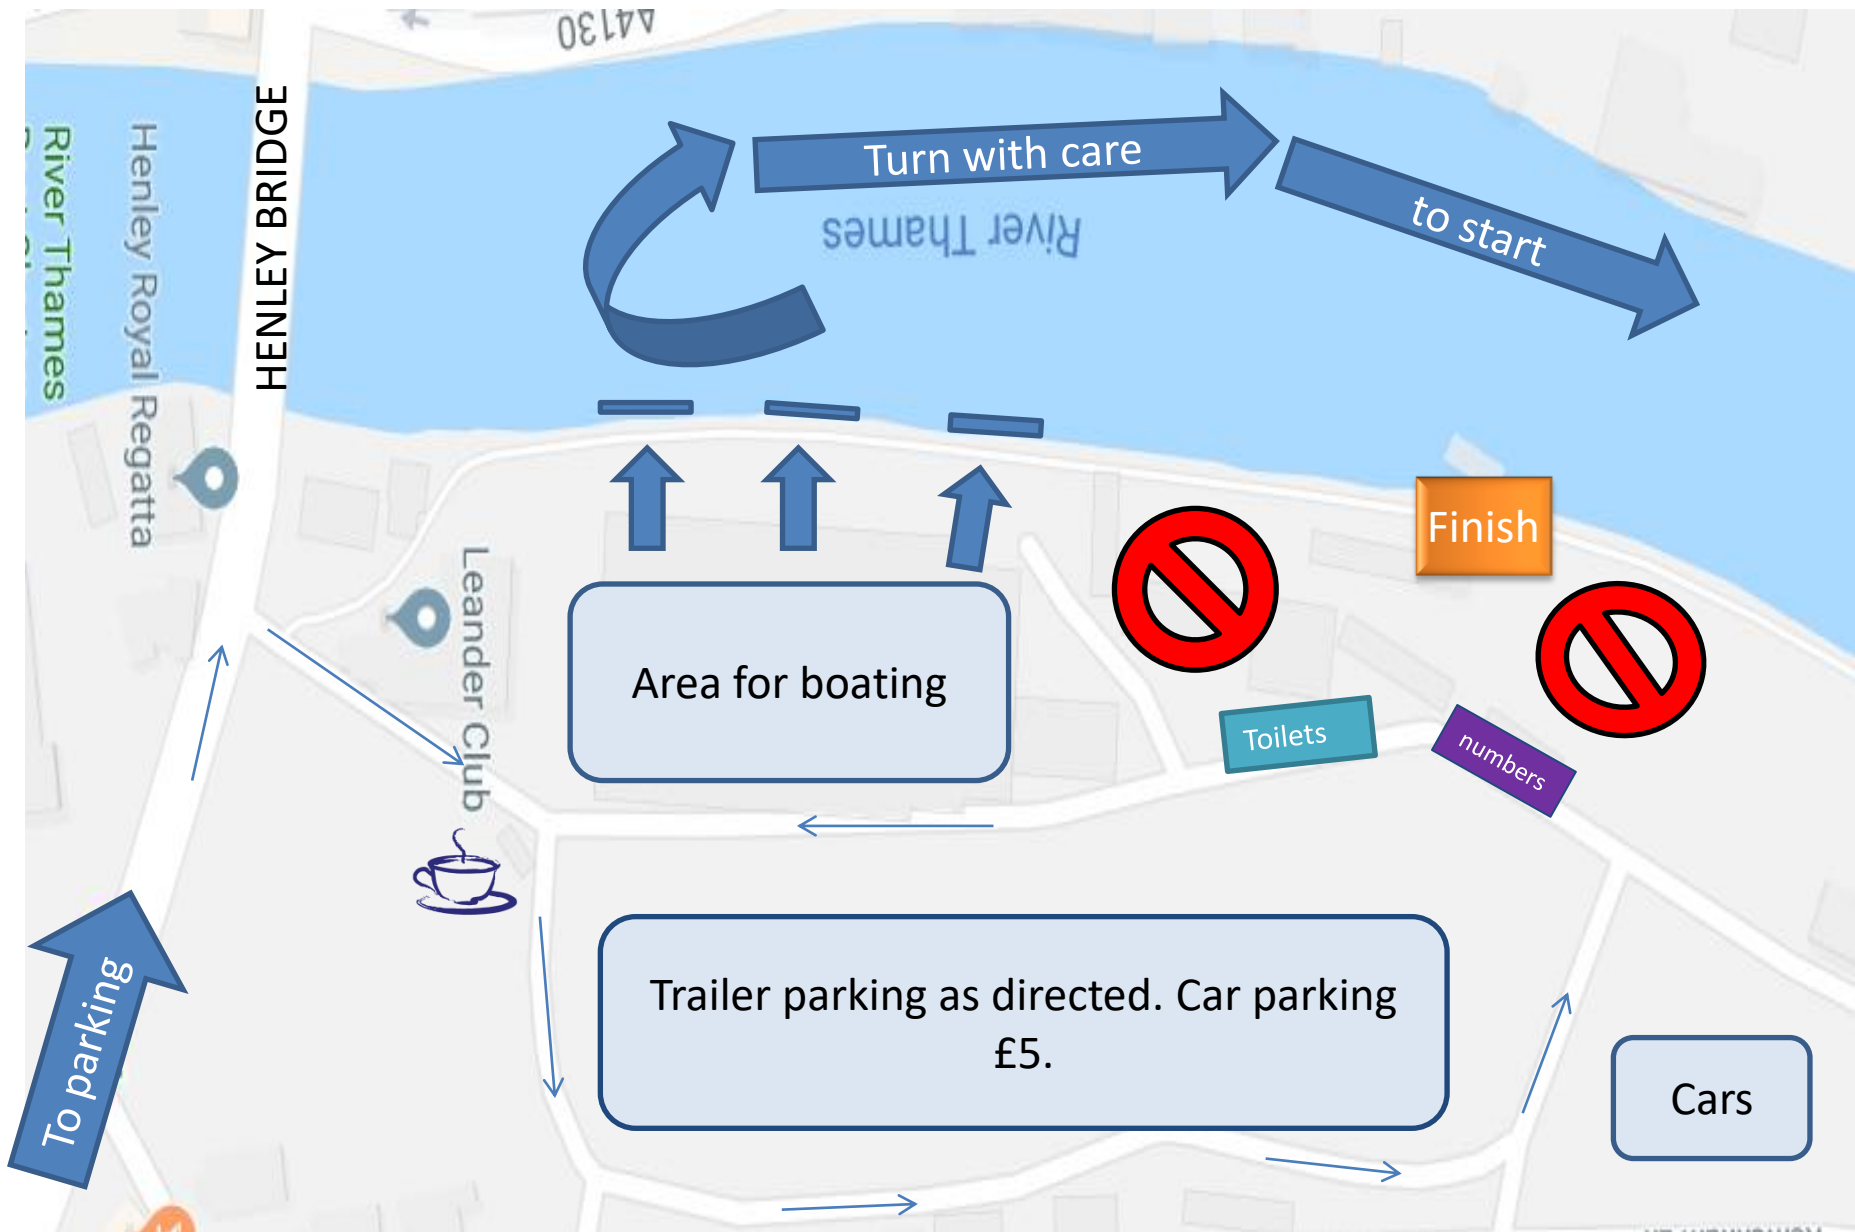 A4130
HENLEY BRIDGE
River Thames
Henley Royal Regatta
Turn with care
to start
River Thames
Finish
Leander Club
Area for boating
Toilets
numbers
To parking
Trailer parking as directed. Car parking
£5.
Cars